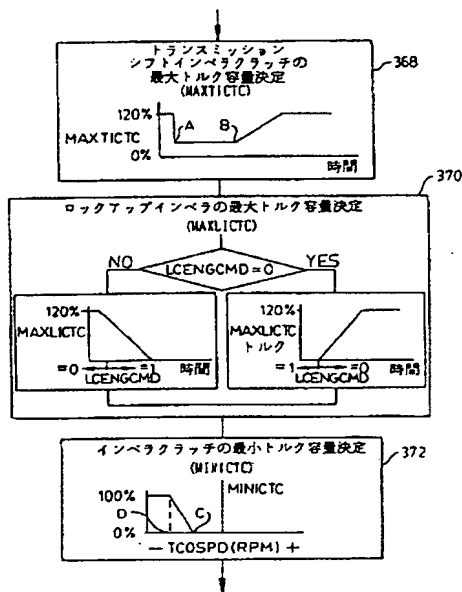 トランスミッション
シフトインペラクラッチの
最大トルク容量決定
(MAXTICTC)
368
120%
A
B
MAXTICTC
0%
時間
370
ロックアップインペラの最大トルク容量決定
(MAXLICTC)
NO
LCENGCMD=0
YES
120%
MAXLICTC
=0
=1
時間
LCENGCMD
120%
MAXLICTC
トルク
=1
=0
時間
LCENGCMD
インペラクラッチの最小トルク容量決定
(MINICTC)
372
100%
MINICTC
D
C
0%
− TCOSPD(RPM) +